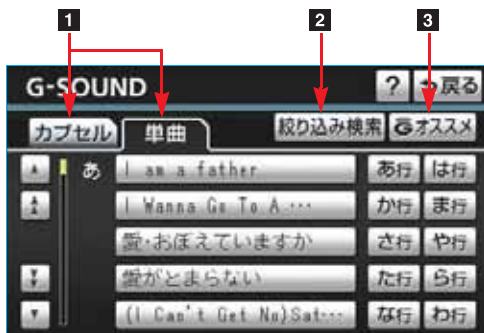 1 2 3
G-SOUND ? 戻る
カプセル 単曲 絞り込み検索 Gオススメ
あ I am a father あ行 は行
I Wanna Go To A ・・・ か行 ま行
愛・おぼえていますか さ行 や行
愛がとまらない た行 ら行
(I Can't Get No)Sat・・・ な行 わ行